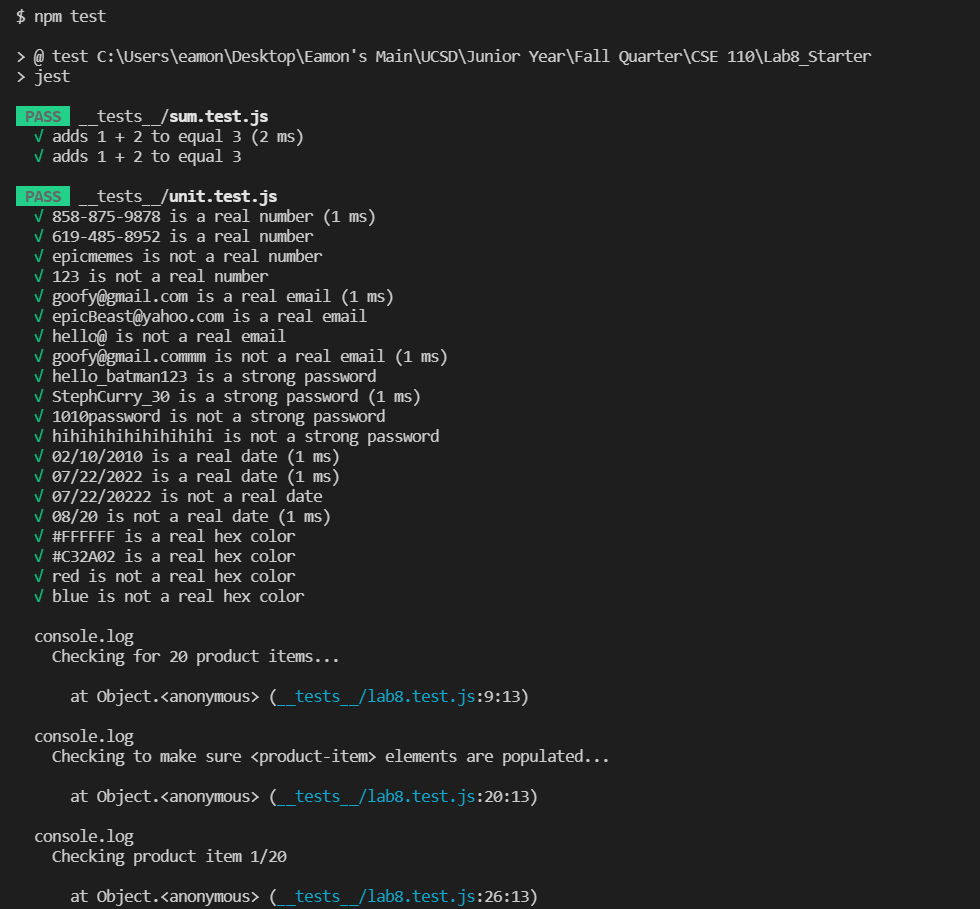 $ npm test
> @ test C:\Users\eamon\Desktop\Eamon's Main\UCSD\Junior Year\Fall Quarter\CSE 110\Lab8_Starter
> jest
PASS __tests__/sum.test.js
√ adds 1 + 2 to equal 3 (2 ms)
√ adds 1 + 2 to equal 3
PASS __tests__/unit.test.js
√ 858-875-9878 is a real number (1 ms)
√ 619-485-8952 is a real number
√ epicmemes is not a real number
√ 123 is not a real number
√ goofy@gmail.com is a real email (1 ms)
√ epicBeast@yahoo.com is a real email
√ hello@ is not a real email
√ goofy@gmail.commm is not a real email (1 ms)
√ hello_batman123 is a strong password
√ StephCurry_30 is a strong password (1 ms)
√ 1010password is not a strong password
√ hihihihihihihihihi is not a strong password
√ 02/10/2010 is a real date (1 ms)
√ 07/22/2022 is a real date (1 ms)
√ 07/22/20222 is not a real date
√ 08/20 is not a real date (1 ms)
√ #FFFFFF is a real hex color
√ #C32A02 is a real hex color
√ red is not a real hex color
√ blue is not a real hex color
console.log
Checking for 20 product items...
at Object.<anonymous> (__tests__/lab8.test.js:9:13)
console.log
Checking to make sure <product-item> elements are populated...
at Object.<anonymous> (__tests__/lab8.test.js:20:13)
console.log
Checking product item 1/20
at Object.<anonymous> (__tests__/lab8.test.js:26:13)